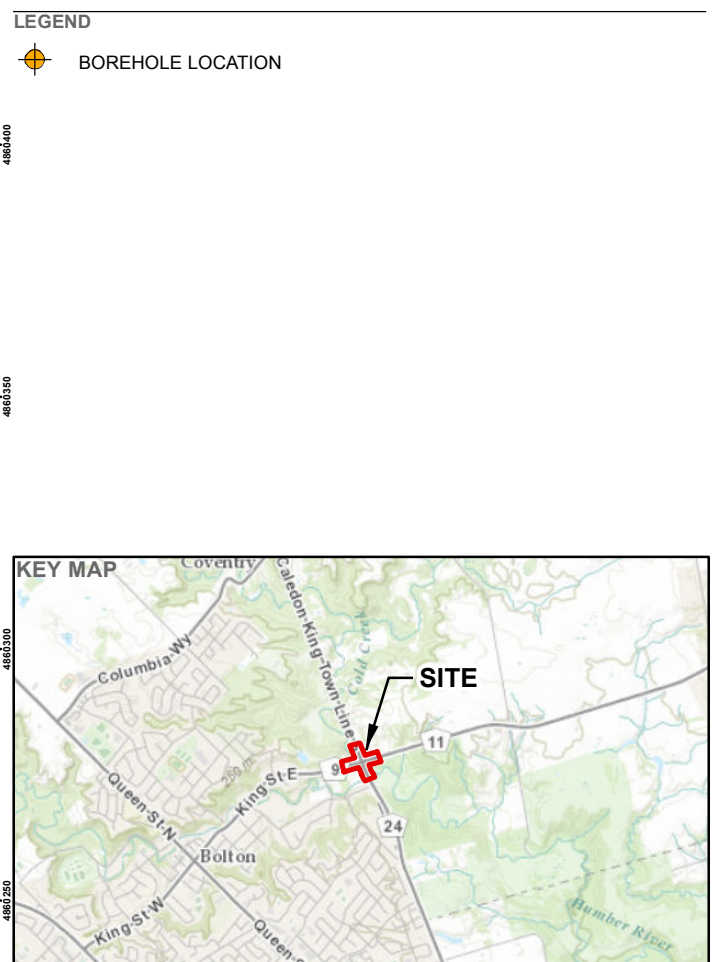 LEGEND
BOREHOLE LOCATION
4860400
4860350
KEY MAP
Coventry
Caledon-King-Town-Line
Cold Creek
4860300
Columbia-Wy
SITE
11
9
250 m
King-St-E
Queen-St-N
24
Bolton
4860250
King-St-W
Humber River
Queen-S